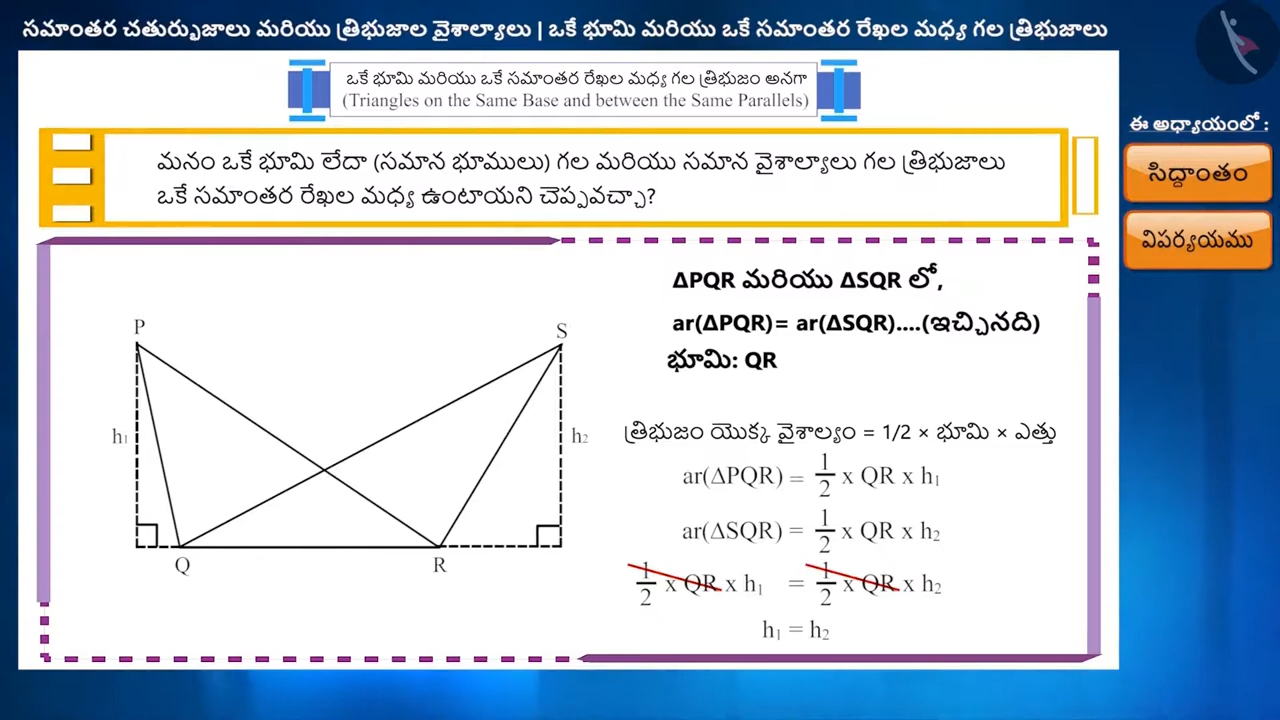 సమాంతర చతుర్భుజాలు మరియు త్రిభుజాల వైశాల్యాలు | ఒకే భూమి మరియు ఒకే సమాంతర రేఖల మధ్య గల త్రిభుజాలు
ఒకే భూమి మరియు ఒకే సమాంతర రేఖల మధ్య గల త్రిభుజం అనగా
(Triangles on the Same Base and between the Same Parallels)
ఈ అధ్యాయంలో :
సిద్దాంతం
విపర్యయము
మనం ఒకే భూమి లేదా (సమాన భూములు) గల మరియు సమాన వైశాల్యాలు గల త్రిభుజాలు
ఒకే సమాంతర రేఖల మధ్య ఉంటాయని చెప్పవచ్చా?
P
S
h₁
h₂
Q
R
ΔPQR మరియు ΔSQR లో,
ar(ΔPQR)= ar(ΔSQR)....(ఇచ్చినది)
భూమి: QR
త్రిభుజం యొక్క వైశాల్యం = 1/2 × భూమి × ఎత్తు
ar(ΔPQR) = 1/2 x QR x h₁
ar(ΔSQR) = 1/2 x QR x h₂
1/2 x QR x h₁ = 1/2 x QR x h₂
h₁ = h₂